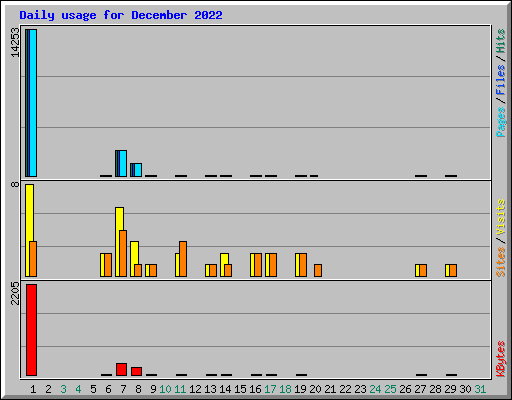 Daily usage for December 2022
14253
8
2205
Pages / Files / Hits
Sites / Visits
KBytes
1 2 3 4 5 6 7 8 9 10 11 12 13 14 15 16 17 18 19 20 21 22 23 24 25 26 27 28 29 30 31